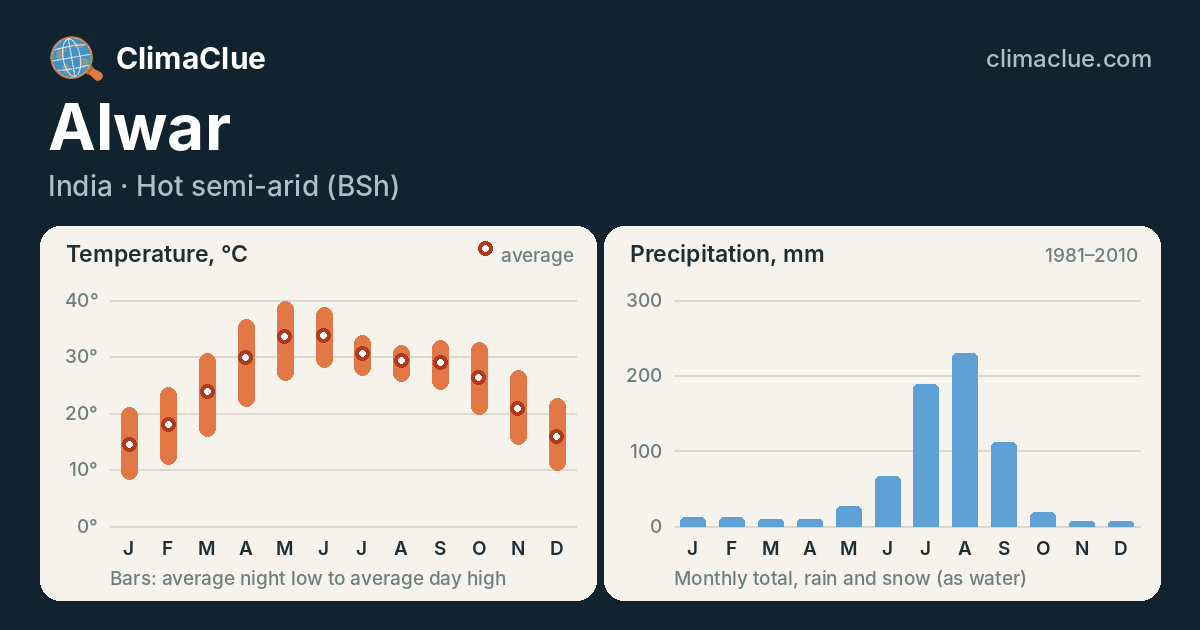 ClimaClue
climaclue.com
Alwar
India · Hot semi-arid (BSh)
Temperature, °C
average
40°
30°
20°
10°
0°
J F M A M J J A S O N D
Bars: average night low to average day high
Precipitation, mm
1981–2010
300
200
100
0
J F M A M J J A S O N D
Monthly total, rain and snow (as water)